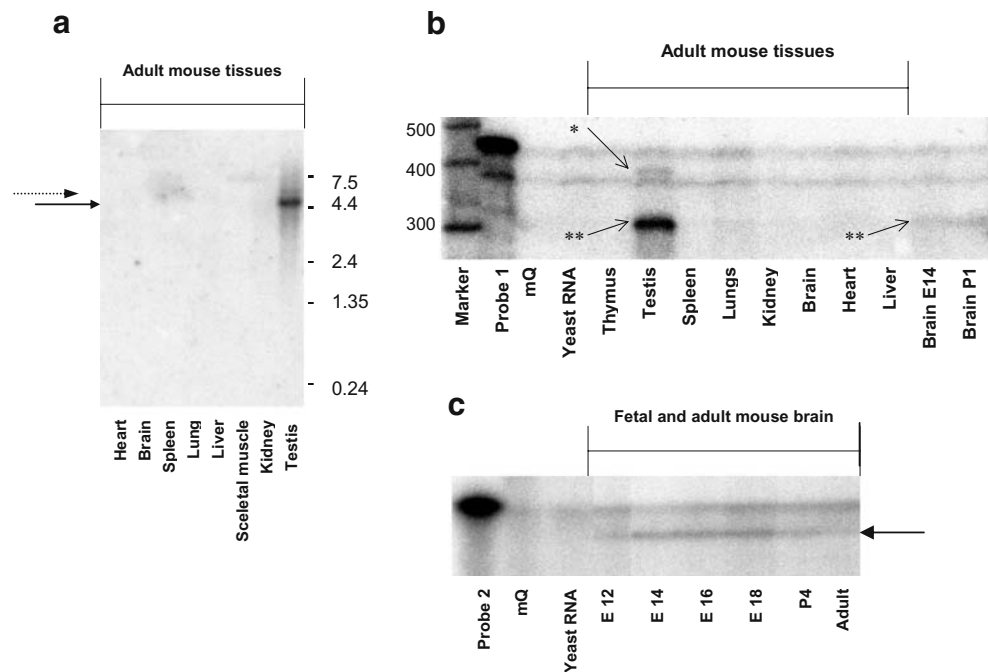 a
Adult mouse tissues
7.5
4.4
2.4
1.35
0.24
Heart
Brain
Spleen
Lung
Liver
Sceletal muscle
Kidney
Testis
b
Adult mouse tissues
500
400
300
*
**
**
Marker
Probe 1
mQ
Yeast RNA
Thymus
Testis
Spleen
Lungs
Kidney
Brain
Heart
Liver
Brain E14
Brain P1
c
Fetal and adult mouse brain
Probe 2
mQ
Yeast RNA
E 12
E 14
E 16
E 18
P4
Adult